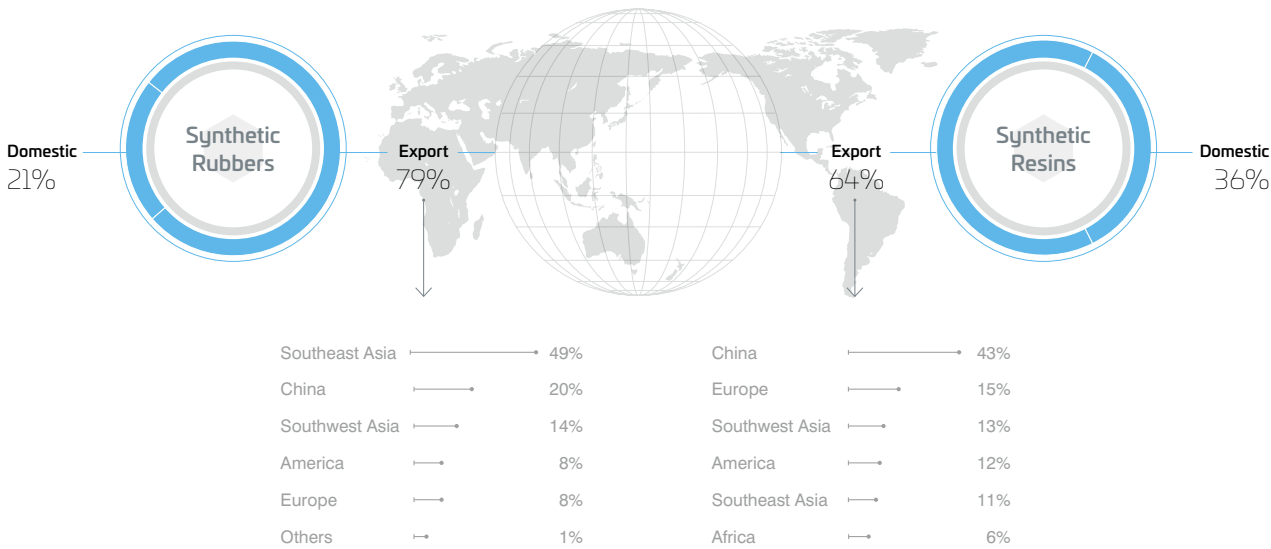 Synthetic
Rubbers
Domestic
21%
Export
79%
Synthetic
Resins
Export
64%
Domestic
36%
Southeast Asia 49%
China 20%
Southwest Asia 14%
America 8%
Europe 8%
Others 1%
China 43%
Europe 15%
Southwest Asia 13%
America 12%
Southeast Asia 11%
Africa 6%